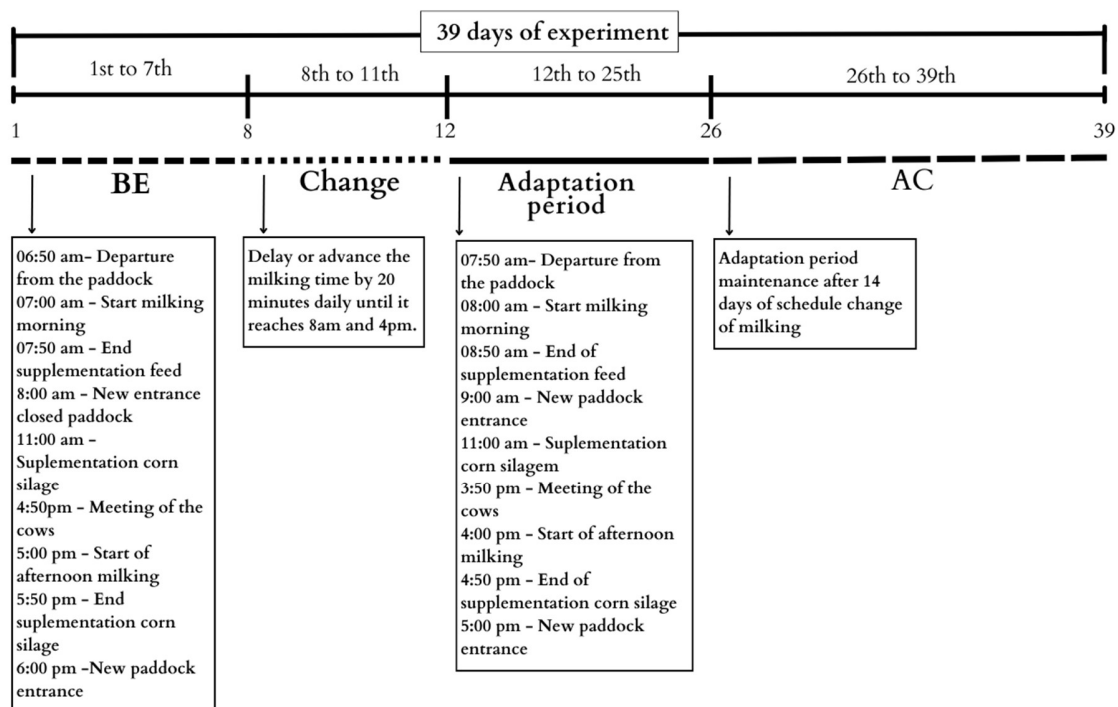 39 days of experiment
1st to 7th
8th to 11th
12th to 25th
26th to 39th
1
8
12
26
39
BE
Change
Adaptation
period
AC
06:50 am– Departure
from the paddock
07:00 am – Start milking
morning
07:50 am – End
supplementation feed
8:00 am – New entrance
closed paddock
11:00 am –
Suplementation corn
silage
4:50pm – Meeting of the
cows
5:00 pm – Start of
afternoon milking
5:50 pm – End
suplementation corn
silage
6:00 pm –New paddock
entrance
Delay or advance the
milking time by 20
minutes daily until it
reaches 8am and 4pm.
07:50 am– Departure from
the paddock
08:00 am – Start milking
morning
08:50 am – End of
supplementation feed
9:00 am – New paddock
entrance
11:00 am – Suplementation
corn silagem
3:50 pm – Meeting of the
cows
4:00 pm – Start of afternoon
milking
4:50 pm – End of
supplementation corn silage
5:00 pm – New paddock
entrance
Adaptation period
maintenance after 14
days of schedule change
of milking